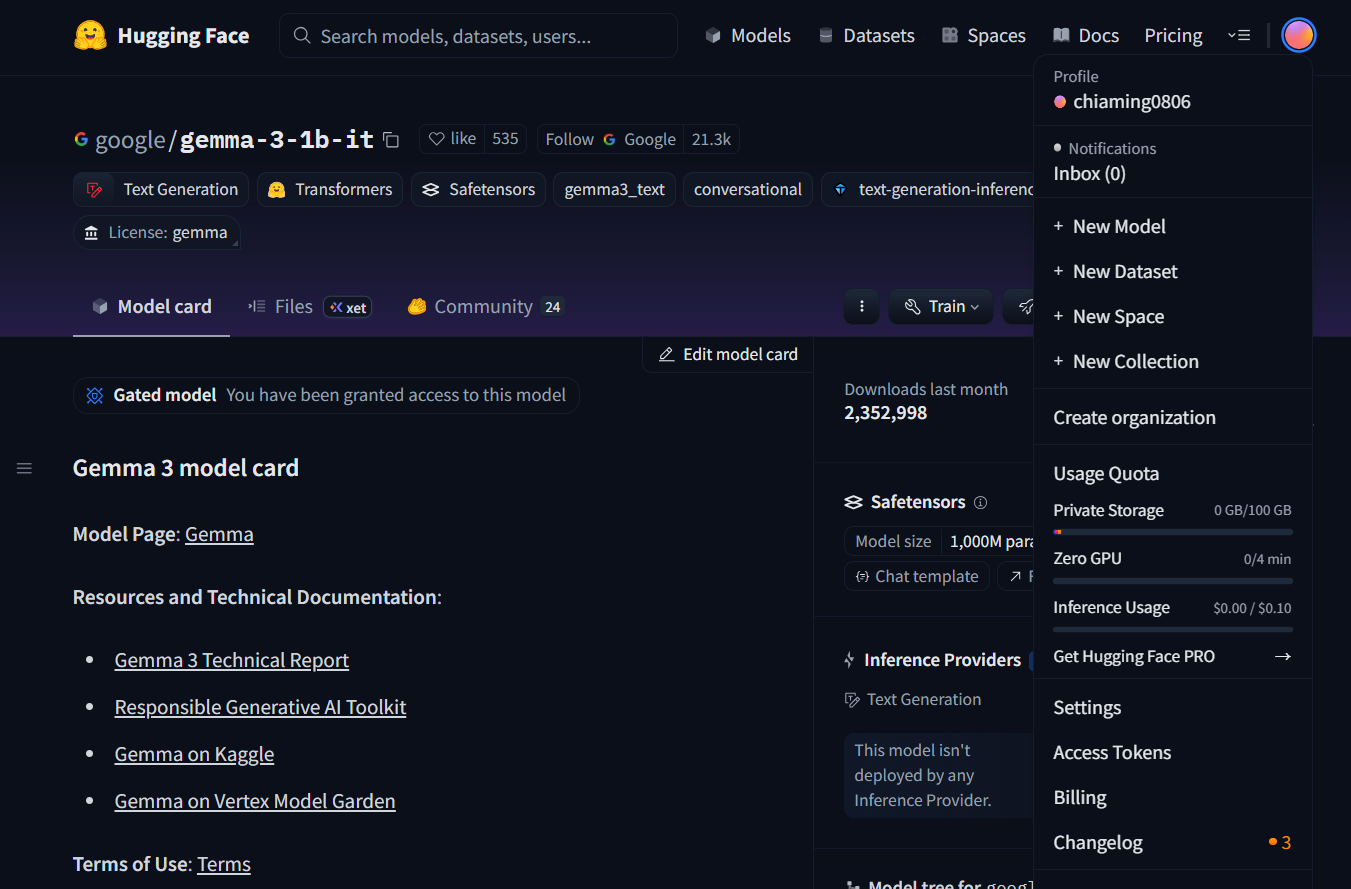 Hugging Face
Search models, datasets, users...
Models
Datasets
Spaces
Docs
Pricing
google/gemma-3-1b-it
like 535
Follow Google 21.3k
Text Generation
Transformers
Safetensors
gemma3_text
conversational
License: gemma
Model card
Files
xet
Community 24
Train
Edit model card
Gated model You have been granted access to this model
Gemma 3 model card
Model Page: Gemma
Resources and Technical Documentation:
Gemma 3 Technical Report
Responsible Generative AI Toolkit
Gemma on Kaggle
Gemma on Vertex Model Garden
Terms of Use: Terms
Downloads last month
2,352,998
Safetensors
Model size 1,000M
Chat template
Inference Providers
Text Generation
This model isn't
deployed by any
Inference Provider.
Model tree for
Profile
chiaming0806
Notifications
Inbox (0)
+ New Model
+ New Dataset
+ New Space
+ New Collection
Create organization
Usage Quota
Private Storage 0 GB/100 GB
Zero GPU 0/4 min
Inference Usage $0.00 / $0.10
Get Hugging Face PRO →
Settings
Access Tokens
Billing
Changelog 3